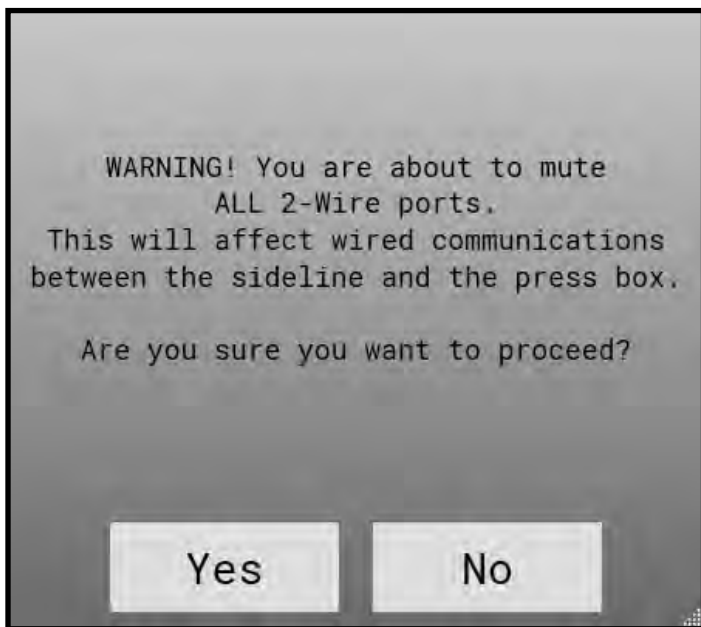 WARNING! You are about to mute
ALL 2-Wire ports.
This will affect wired communications
between the sideline and the press box.
Are you sure you want to proceed?
Yes No